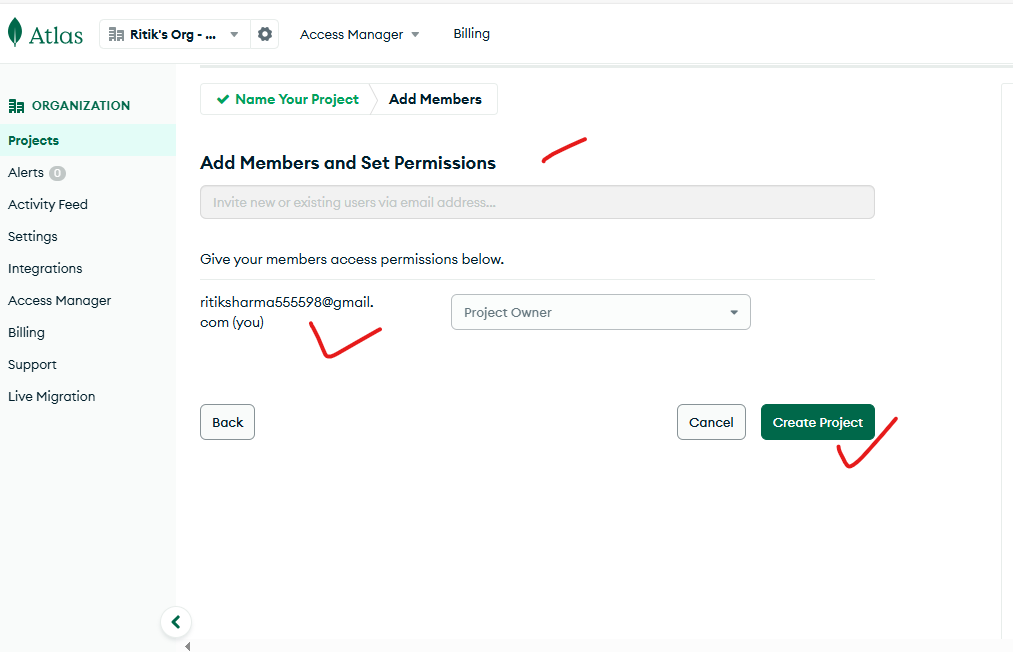 Atlas
Ritik's Org - ...
Access Manager
Billing
ORGANIZATION
Projects
Alerts 0
Activity Feed
Settings
Integrations
Access Manager
Billing
Support
Live Migration
Name Your Project
Add Members
Add Members and Set Permissions
Invite new or existing users via email address...
Give your members access permissions below.
ritiksharma555598@gmail.
com (you)
Project Owner
Back
Cancel
Create Project